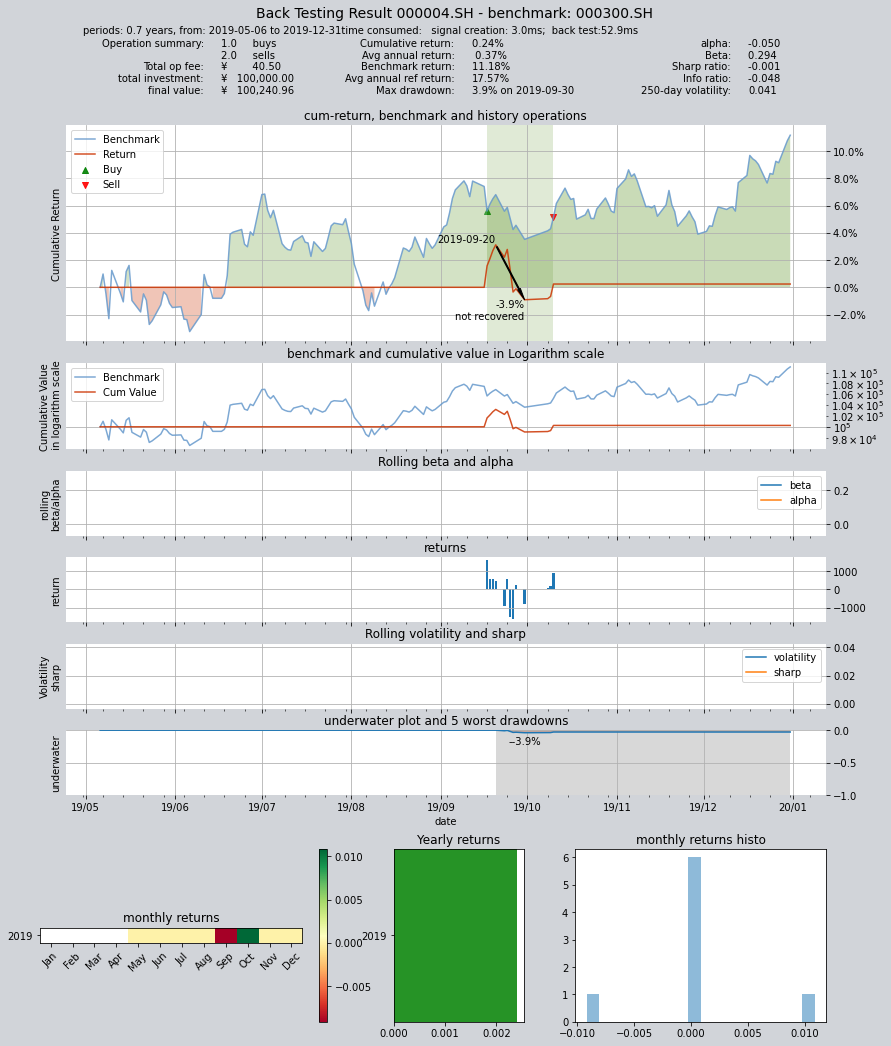 Back Testing Result 000004.SH - benchmark: 000300.SH
periods: 0.7 years, from: 2019-05-06 to 2019-12-31time consumed: signal creation: 3.0ms; back test:52.9ms
Operation summary: 1.0 buys Cumulative return: 0.24% alpha: -0.050
2.0 sells Avg annual return: 0.37% Beta: 0.294
Total op fee: ¥ 40.50 Benchmark return: 11.18% Sharp ratio: -0.001
total investment: ¥ 100,000.00 Avg annual ref return: 17.57% Info ratio: -0.048
final value: ¥ 100,240.96 Max drawdown: 3.9% on 2019-09-30 250-day volatility: 0.041
cum-return, benchmark and history operations
Benchmark
Return
Buy
Sell
Cumulative Return
2019-09-20
-3.9%
not recovered
10.0%
8.0%
6.0%
4.0%
2.0%
0.0%
−2.0%
benchmark and cumulative value in Logarithm scale
Benchmark
Cum Value
Cumulative Value
in logarithm scale
1.1 × 10⁵
1.08 × 10⁵
1.06 × 10⁵
1.04 × 10⁵
1.02 × 10⁵
10⁵
9.8 × 10⁴
Rolling beta and alpha
rolling
beta/alpha
beta
alpha
0.2
0.0
returns
return
1000
0
−1000
Rolling volatility and sharp
Volatility
sharp
volatility
sharp
0.04
0.02
0.00
underwater plot and 5 worst drawdowns
underwater
−3.9%
0.0
−0.5
−1.0
19/05 19/06 19/07 19/08 19/09 19/10 19/11 19/12 20/01
date
monthly returns
2019
Jan Feb Mar Apr May Jun Jul Aug Sep Oct Nov Dec
0.010
0.005
0.000
−0.005
Yearly returns
2019
0.000 0.001 0.002
monthly returns histo
6
5
4
3
2
1
0
−0.010 −0.005 0.000 0.005 0.010